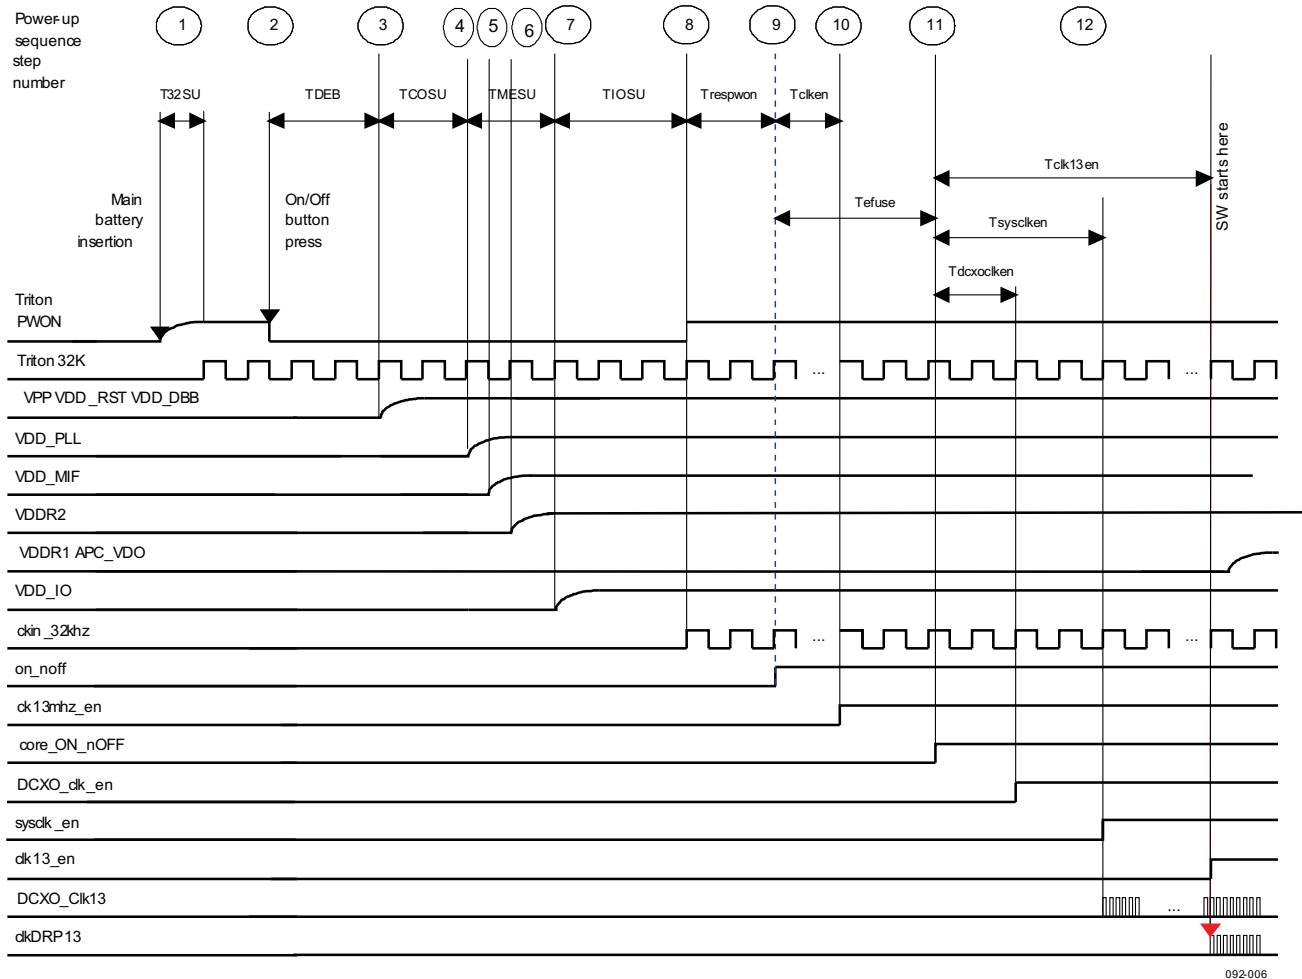 Power-up
sequence
step
number
1
2
3
4
5
6
7
8
9
10
11
12
T32SU
TDEB
TCOSU
TMESU
TIOSU
Trespwon
Tclken
Tclk13en
Tefuse
Tsysclken
Tdcxoclken
SW starts here
Main
battery
insertion
On/Off
button
press
Triton
PWON
Triton 32K
... ...
VPP VDD_RST VDD_DBB
VDD_PLL
VDD_MIF
VDDR2
VDDR1 APC_VDO
VDD_IO
ckin_32khz
... ...
on_noff
ck13mhz_en
core_ON_nOFF
DCXO_clk_en
sysclk_en
clk13_en
DCXO_Clk13
...
clkDRP13
092-006